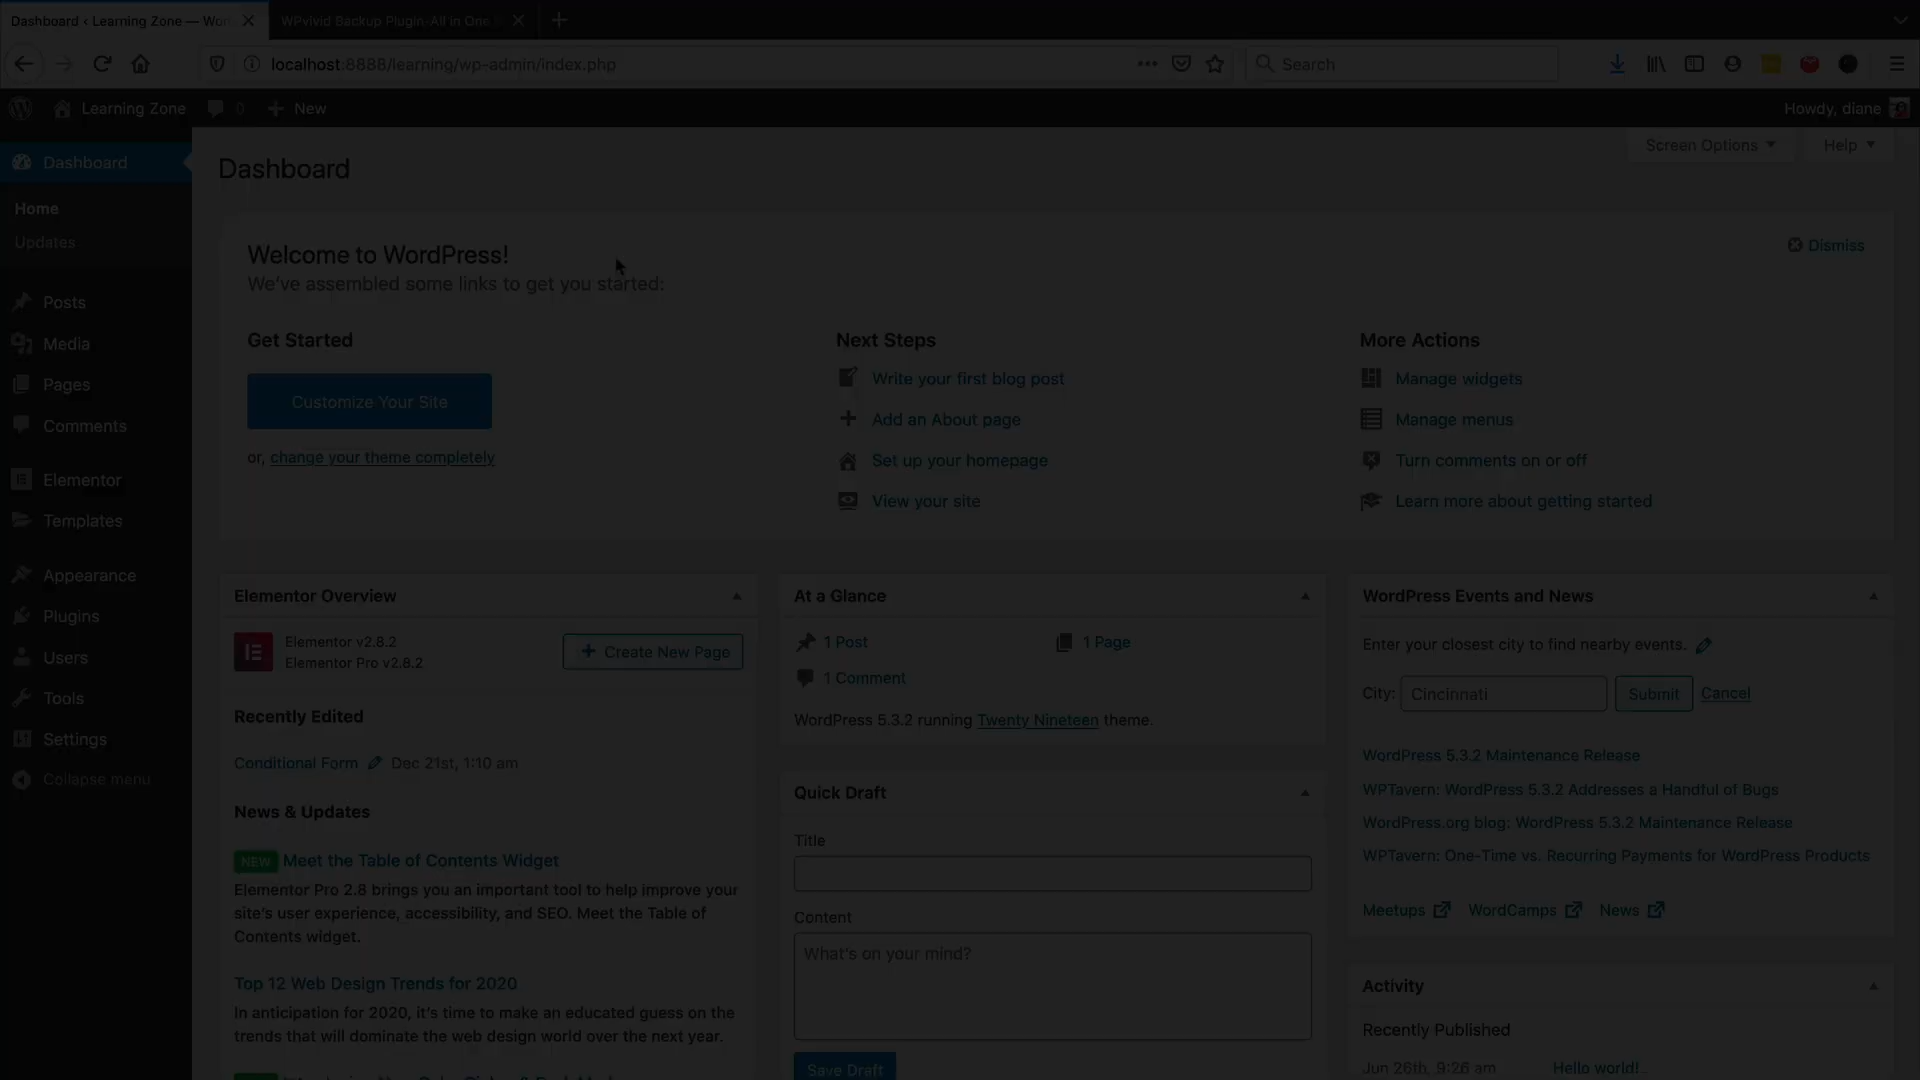 Dashboard ‹ Learning Zone — Wor
WPvivid Backup Plugin-All in One
localhost:8888/learning/wp-admin/index.php
Search
Learning Zone
0
New
Howdy, diane
Dashboard
Home
Updates
Posts
Media
Pages
Comments
Elementor
Templates
Appearance
Plugins
Users
Tools
Settings
Collapse menu
Screen Options
Help
Dashboard
Welcome to WordPress!
We've assembled some links to get you started:
Dismiss
Get Started
Customize Your Site
or, change your theme completely
Next Steps
Write your first blog post
Add an About page
Set up your homepage
View your site
More Actions
Manage widgets
Manage menus
Turn comments on or off
Learn more about getting started
Elementor Overview
Elementor v2.8.2
Elementor Pro v2.8.2
Create New Page
Recently Edited
Conditional Form Dec 21st, 1:10 am
News & Updates
NEW Meet the Table of Contents Widget
Elementor Pro 2.8 brings you an important tool to help improve your
site's user experience, accessibility, and SEO. Meet the Table of
Contents widget.
Top 12 Web Design Trends for 2020
In anticipation for 2020, it's time to make an educated guess on the
trends that will dominate the web design world over the next year.
At a Glance
1 Post
1 Page
1 Comment
WordPress 5.3.2 running Twenty Nineteen theme.
Quick Draft
Title
Content
What's on your mind?
Save Draft
WordPress Events and News
Enter your closest city to find nearby events.
City: Cincinnati Submit Cancel
WordPress 5.3.2 Maintenance Release
WPTavern: WordPress 5.3.2 Addresses a Handful of Bugs
WordPress.org blog: WordPress 5.3.2 Maintenance Release
WPTavern: One-Time vs. Recurring Payments for WordPress Products
Meetups WordCamps News
Activity
Recently Published
Jun 26th, 9:26 am Hello world!